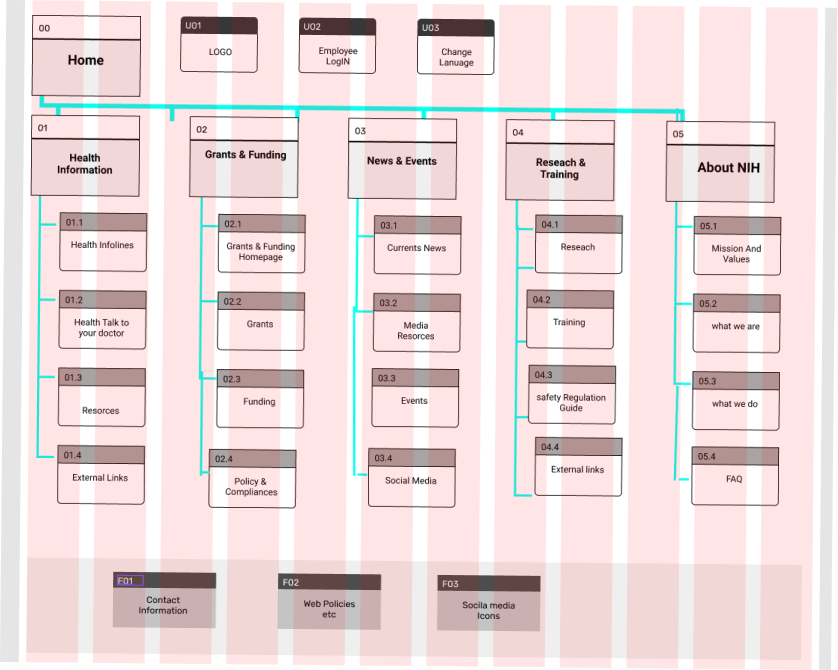 00
Home
U01
LOGO
U02
Employee
LogIN
U03
Change
Lanuage
01
Health
Information
02
Grants & Funding
03
News & Events
04
Reseach &
Training
05
About NIH
01.1
Health Infolines
02.1
Grants & Funding
Homepage
03.1
Currents News
04.1
Reseach
05.1
Mission And
Values
01.2
Health Talk to
your doctor
02.2
Grants
03.2
Media
Resorces
04.2
Training
05.2
what we are
01.3
Resorces
02.3
Funding
03.3
Events
04.3
safety Regulation
Guide
05.3
what we do
01.4
External Links
02.4
Policy &
Compliances
03.4
Social Media
04.4
External links
05.4
FAQ
F01
Contact
Information
F02
Web Policies
etc
F03
Socila media
Icons